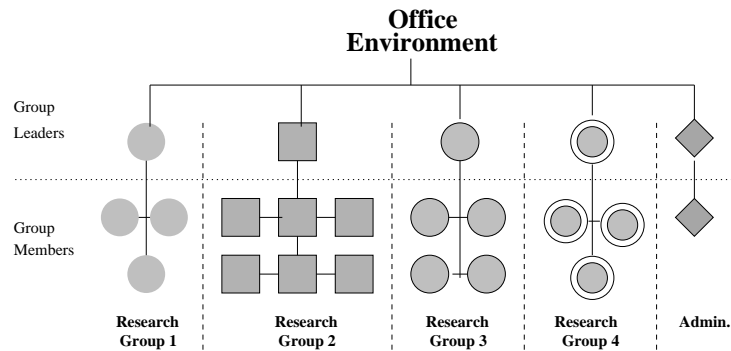 Office
Environment
Group
Leaders
Group
Members
Research
Group 1
Research
Group 2
Research
Group 3
Research
Group 4
Admin.